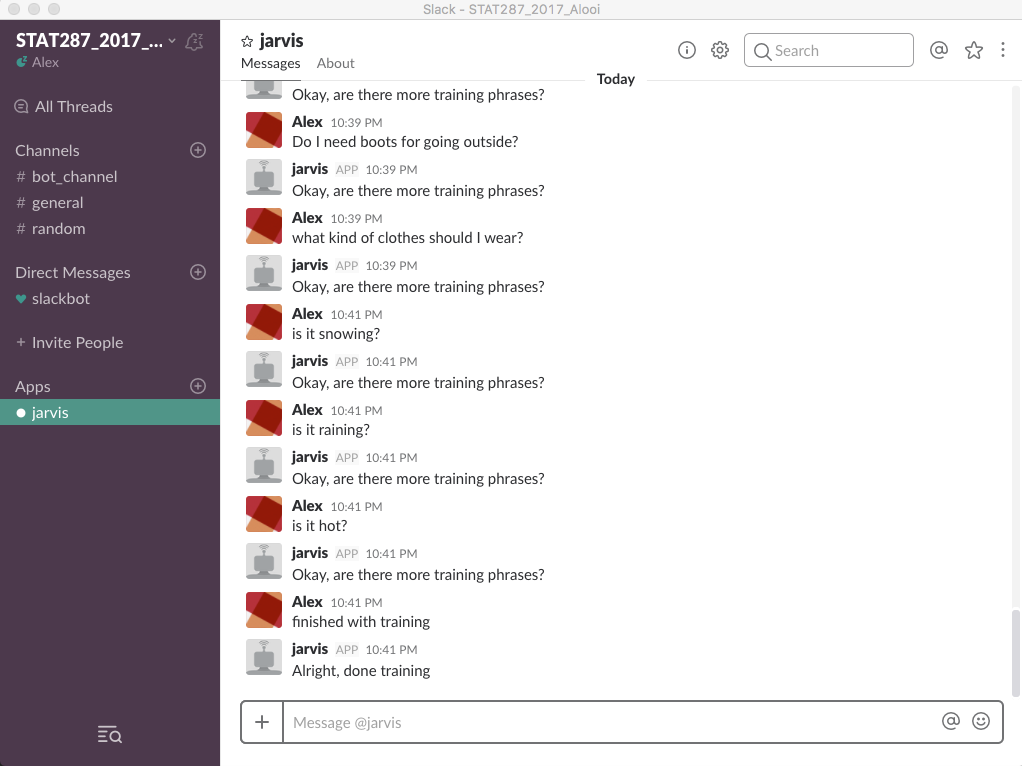 Slack - STAT287_2017_Alooi
STAT287_2017_...
Alex
All Threads
Channels
# bot_channel
# general
# random
Direct Messages
slackbot
+ Invite People
Apps
jarvis
jarvis
Messages About
Search
Today
Okay, are there more training phrases?
Alex 10:39 PM
Do I need boots for going outside?
jarvis APP 10:39 PM
Okay, are there more training phrases?
Alex 10:39 PM
what kind of clothes should I wear?
jarvis APP 10:39 PM
Okay, are there more training phrases?
Alex 10:41 PM
is it snowing?
jarvis APP 10:41 PM
Okay, are there more training phrases?
Alex 10:41 PM
is it raining?
jarvis APP 10:41 PM
Okay, are there more training phrases?
Alex 10:41 PM
is it hot?
jarvis APP 10:41 PM
Okay, are there more training phrases?
Alex 10:41 PM
finished with training
jarvis APP 10:41 PM
Alright, done training
Message @jarvis